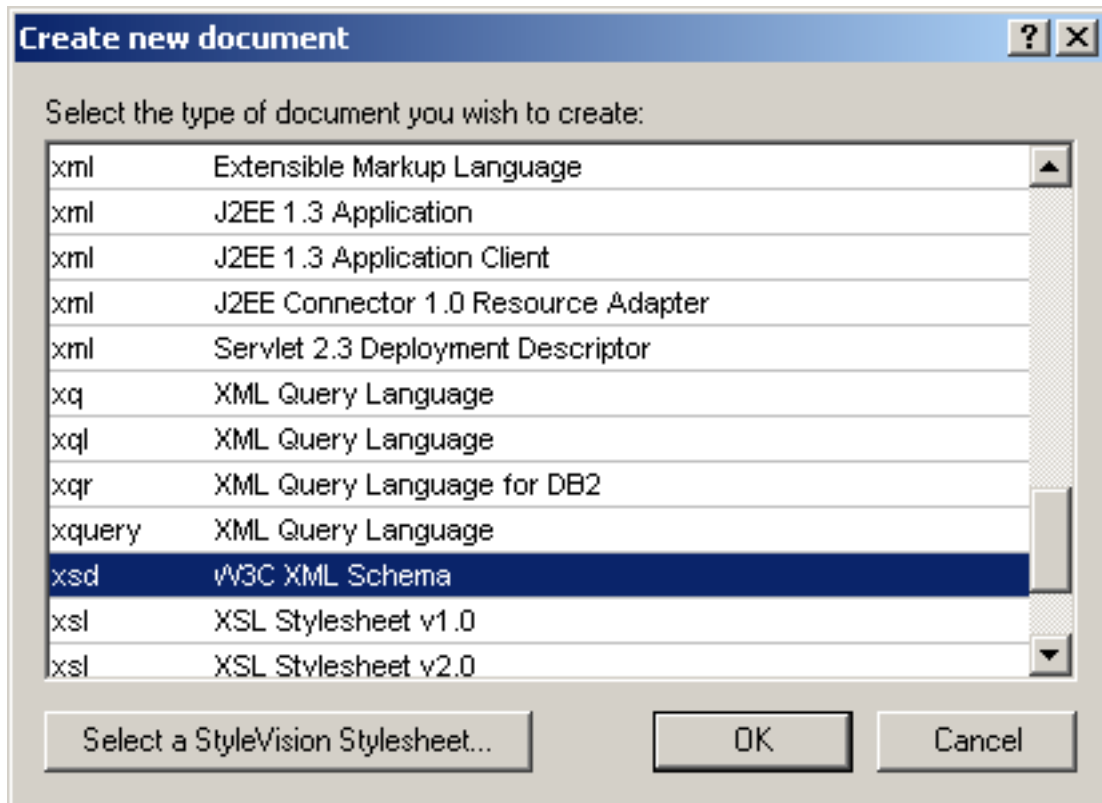 Create new document
Select the type of document you wish to create:
xml Extensible Markup Language
xml J2EE 1.3 Application
xml J2EE 1.3 Application Client
xml J2EE Connector 1.0 Resource Adapter
xml Servlet 2.3 Deployment Descriptor
xq XML Query Language
xql XML Query Language
xqr XML Query Language for DB2
xquery XML Query Language
xsd W3C XML Schema
xsl XSL Stylesheet v1.0
xsl XSL Stylesheet v2.0
Select a StyleVision Stylesheet... OK Cancel